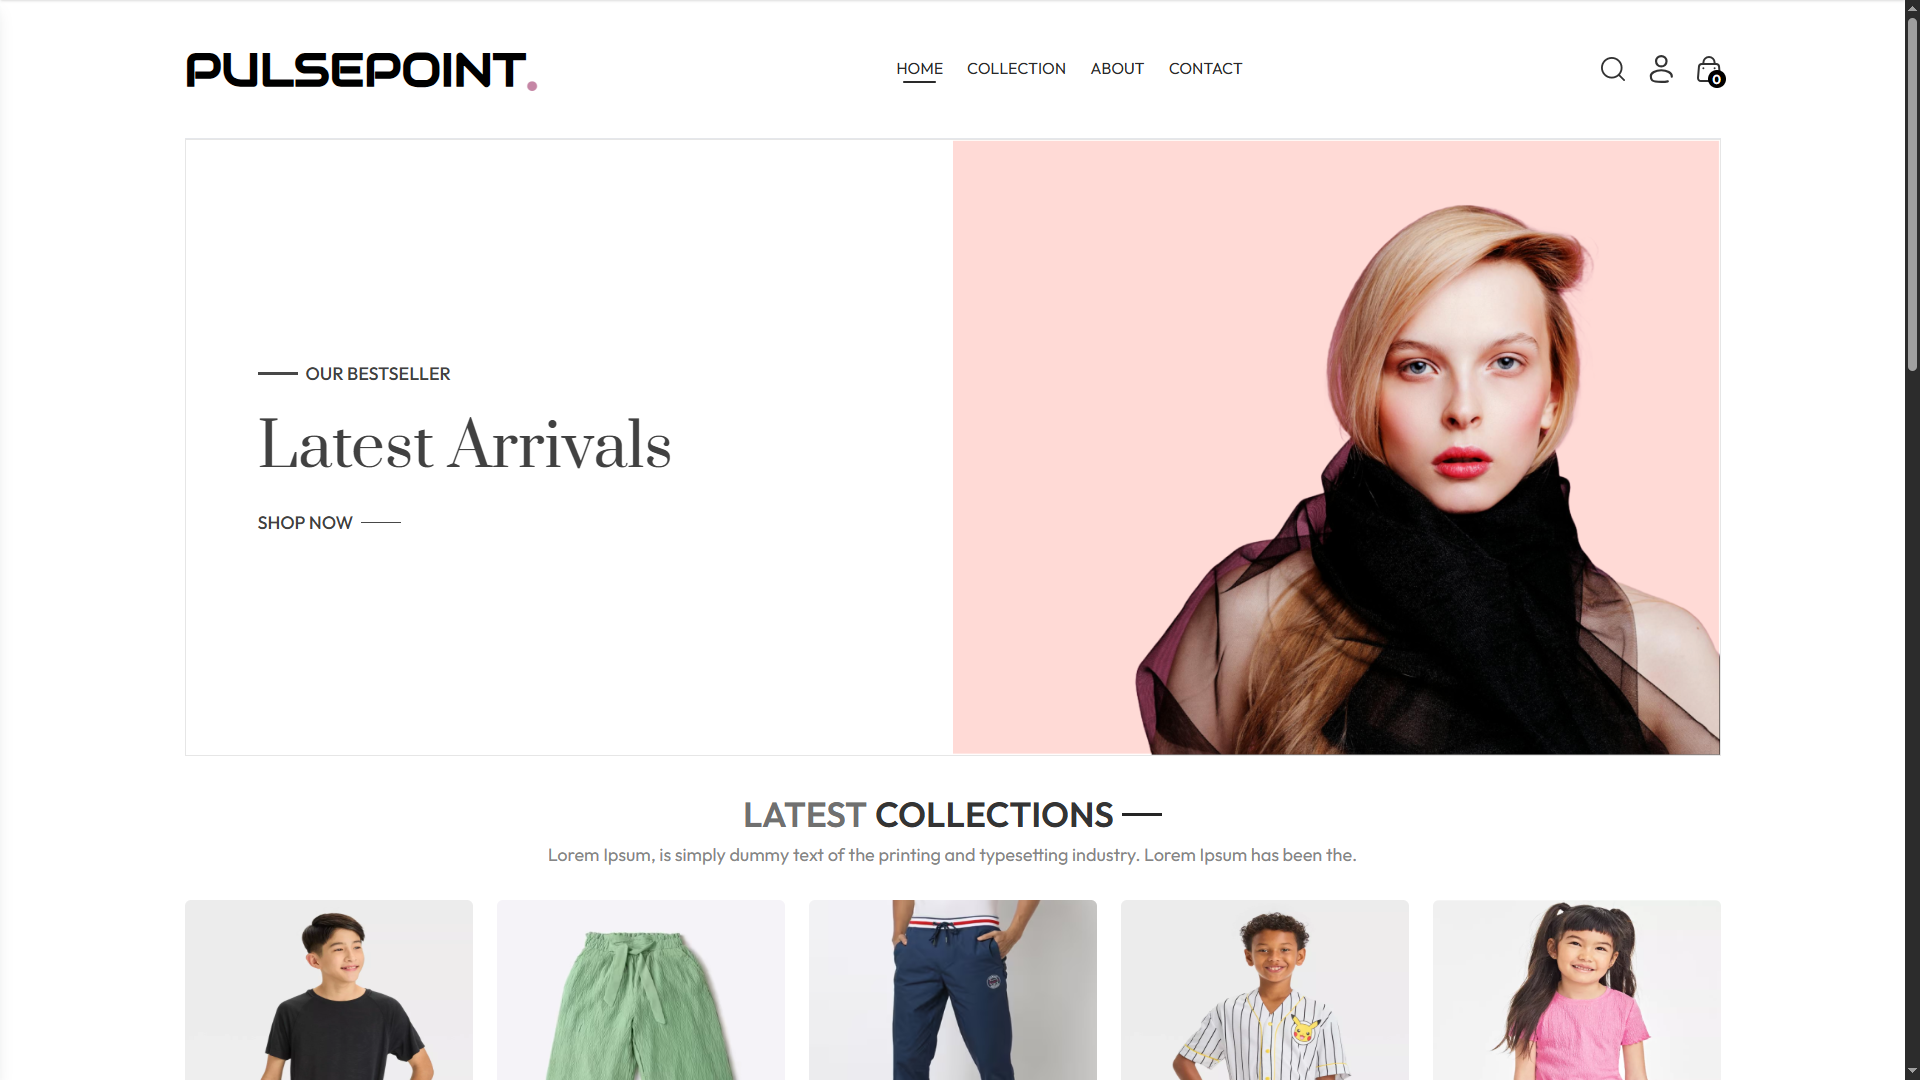 PULSEPOINT.
HOME COLLECTION ABOUT CONTACT
0
OUR BESTSELLER
Latest Arrivals
SHOP NOW
LATEST COLLECTIONS
Lorem Ipsum, is simply dummy text of the printing and typesetting industry. Lorem Ipsum has been the.